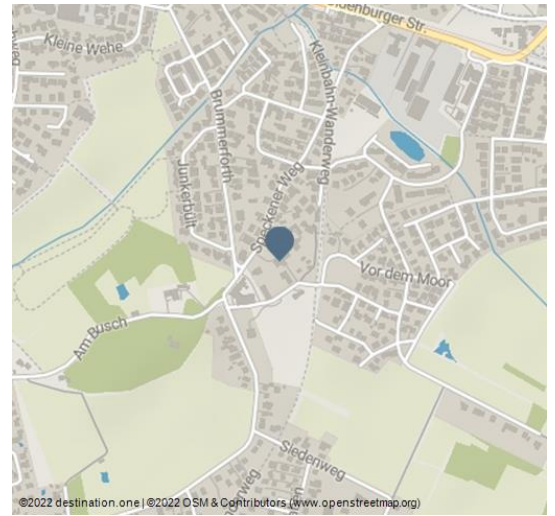 Kleine Wehe
Brummerforth
Junkerbült
Speckener Weg
Kleinbahn-Wanderweg
Str.
Vor dem Moor
Am Busch
Siedenweg
©2022 destination.one | ©2022 OSM & Contributors (www.openstreetmap.org)